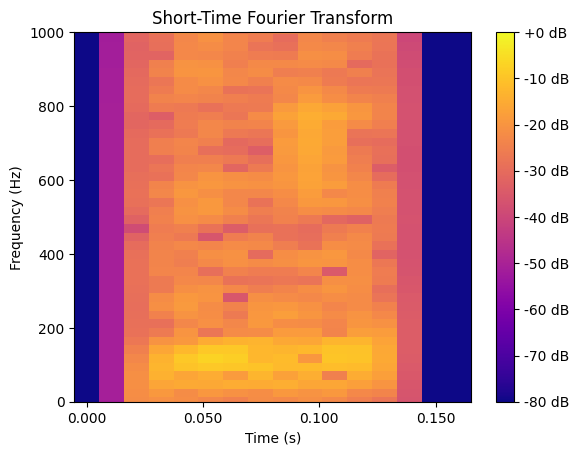 Short-Time Fourier Transform
Frequency (Hz)
1000
800
600
400
200
0
0.000
0.050
0.100
0.150
Time (s)
+0 dB
-10 dB
-20 dB
-30 dB
-40 dB
-50 dB
-60 dB
-70 dB
-80 dB